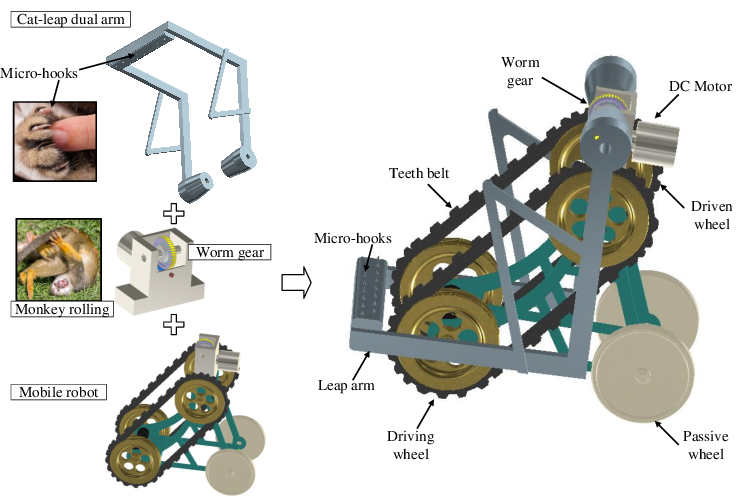 Cat-leap dual arm
Micro-hooks
Worm gear
Monkey rolling
Mobile robot
Worm
gear
DC Motor
Teeth belt
Driven
wheel
Micro-hooks
Leap arm
Driving
wheel
Passive
wheel